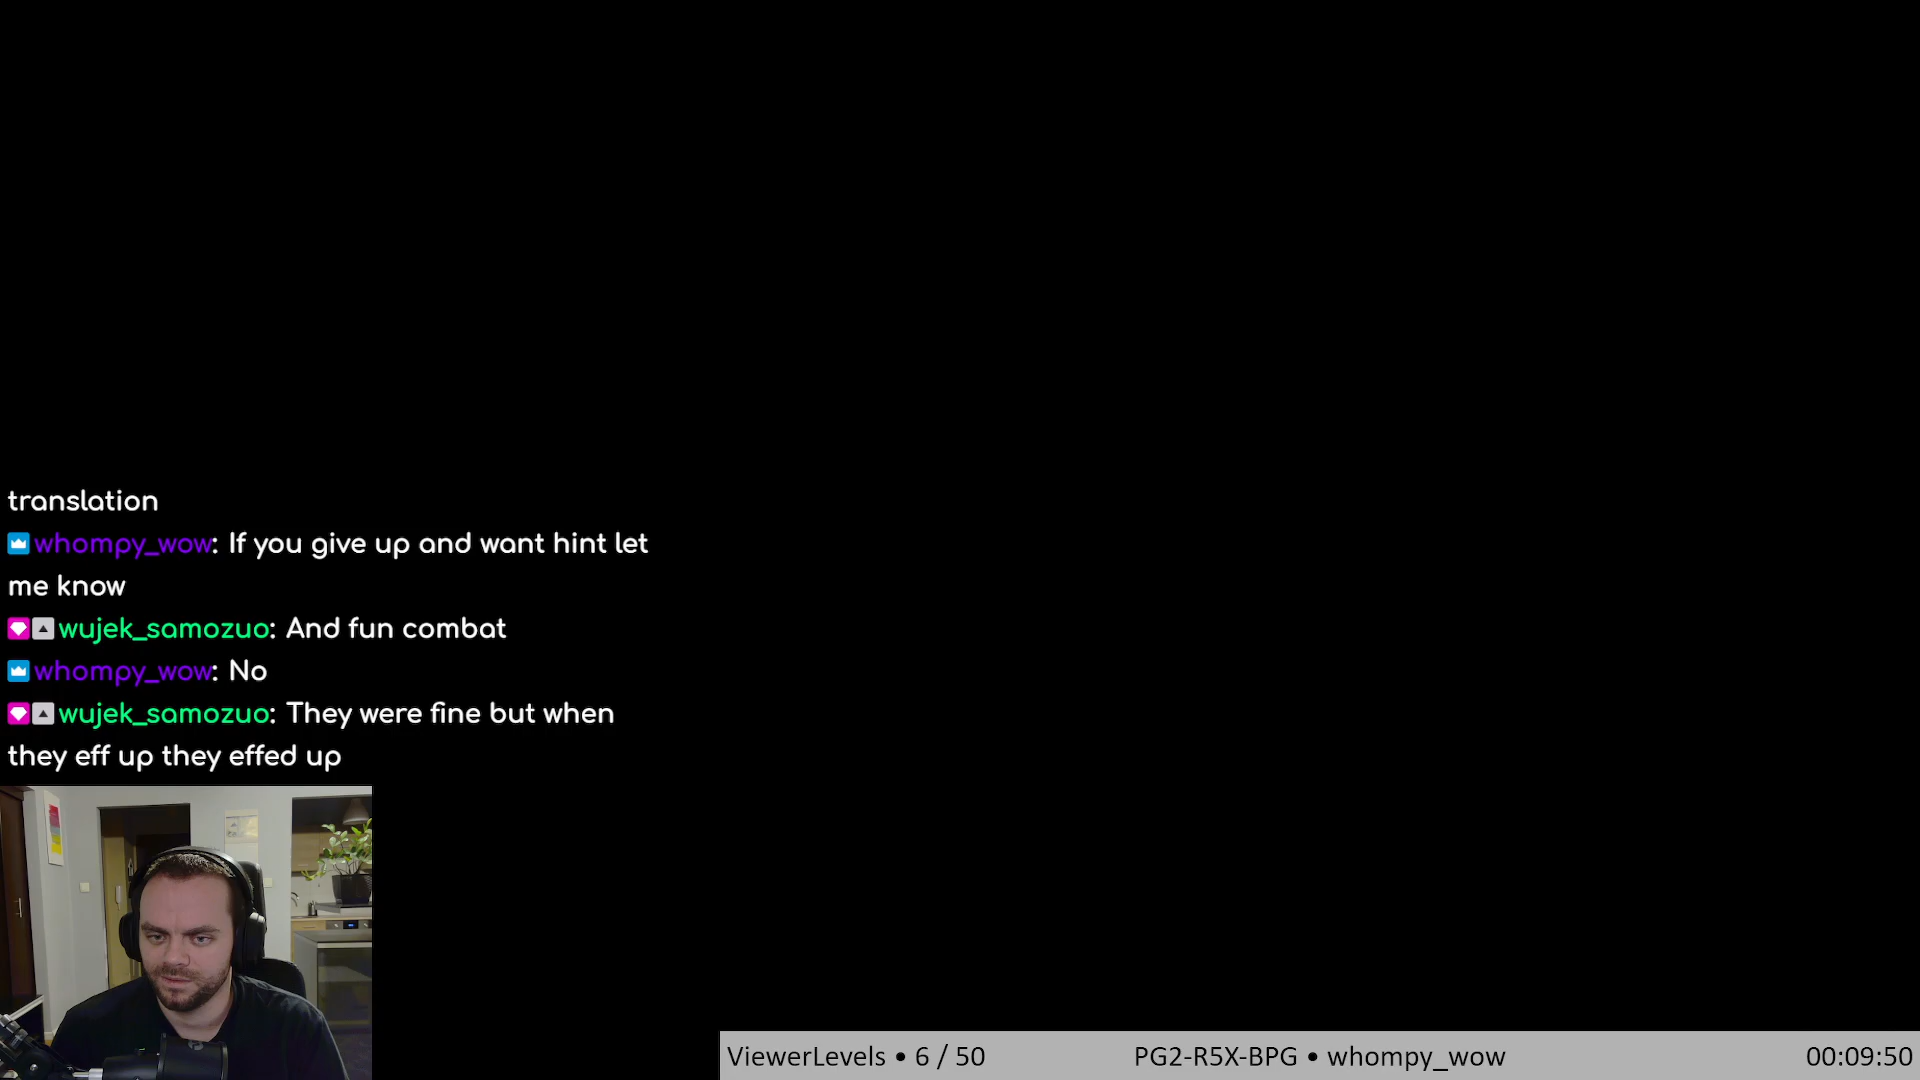 translation
whompy_wow: If you give up and want hint let
me know
wujek_samozuo: And fun combat
whompy_wow: No
wujek_samozuo: They were fine but when
they eff up they effed up
ViewerLevels • 6 / 50 PG2-R5X-BPG • whompy_wow 00:09:50